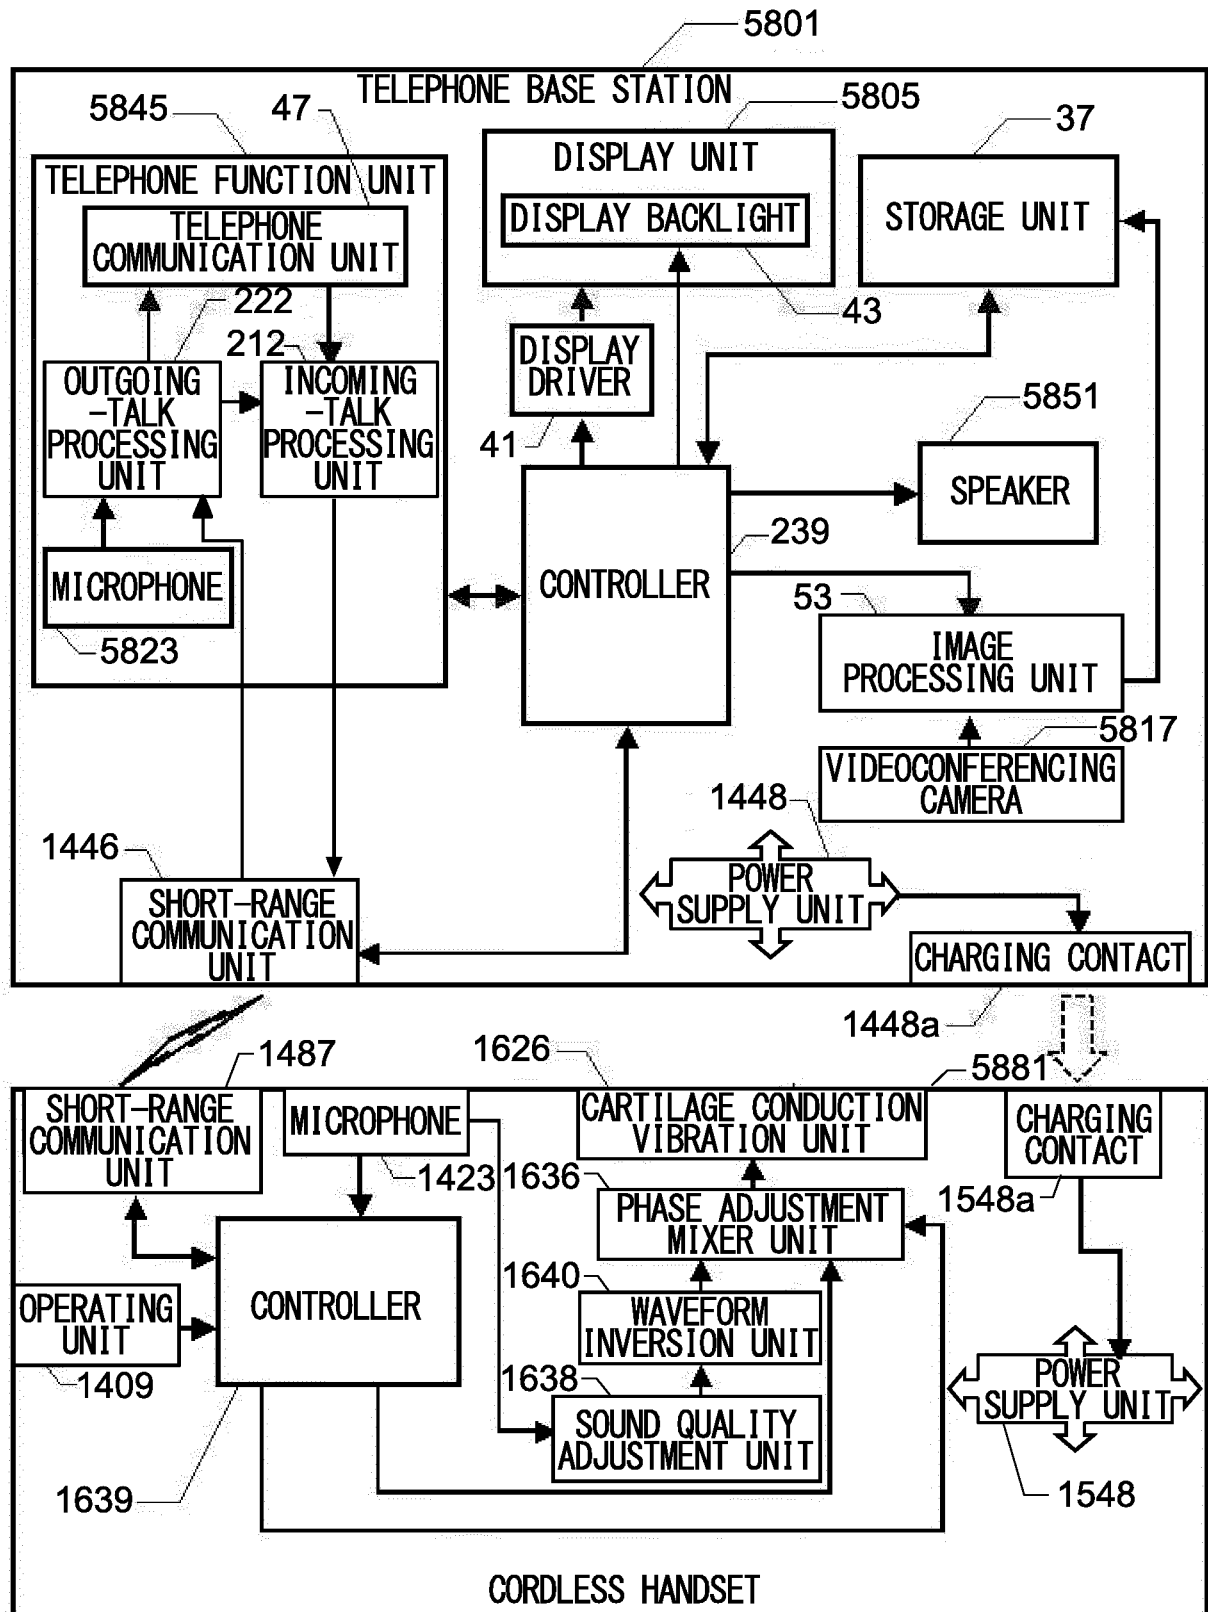 5801
TELEPHONE BASE STATION
5845
47
5805
37
TELEPHONE FUNCTION UNIT
TELEPHONE
COMMUNICATION UNIT
DISPLAY UNIT
DISPLAY BACKLIGHT
STORAGE UNIT
222
43
212
OUTGOING
-TALK
PROCESSING
UNIT
INCOMING
-TALK
PROCESSING
UNIT
DISPLAY
DRIVER
41
5851
SPEAKER
239
MICROPHONE
5823
CONTROLLER
53
IMAGE
PROCESSING UNIT
5817
VIDEOCONFERENCING
CAMERA
1448
1446
POWER
SUPPLY UNIT
SHORT-RANGE
COMMUNICATION
UNIT
CHARGING CONTACT
1448a
1487
1626
5881
SHORT-RANGE
COMMUNICATION
UNIT
MICROPHONE
CARTILAGE CONDUCTION
VIBRATION UNIT
CHARGING
CONTACT
1423
1636
1548a
PHASE ADJUSTMENT
MIXER UNIT
1640
OPERATING
UNIT
CONTROLLER
WAVEFORM
INVERSION UNIT
1409
1638
POWER
SUPPLY UNIT
SOUND QUALITY
ADJUSTMENT UNIT
1639
1548
CORDLESS HANDSET